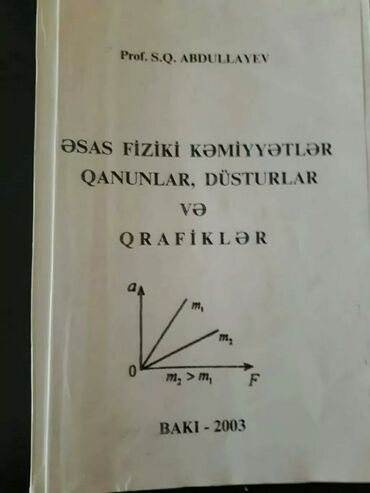 Prof. S.Q. ABDULLAYEV
ƏSAS FİZİKİ KƏMİYYƏTLƏR
QANUNLAR, DÜSTURLAR
VƏ
QRAFİKLƏR
a
m₁
m₂
0
m₂ > m₁
F
BAKI - 2003